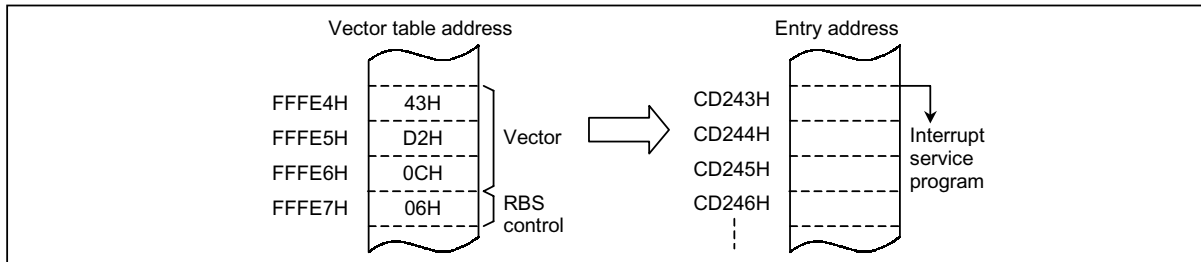 Vector table address
FFFE4H 43H
FFFE5H D2H
FFFE6H 0CH
Vector
FFFE7H 06H
RBS
control
Entry address
CD243H
CD244H
CD245H
CD246H
Interrupt
service
program